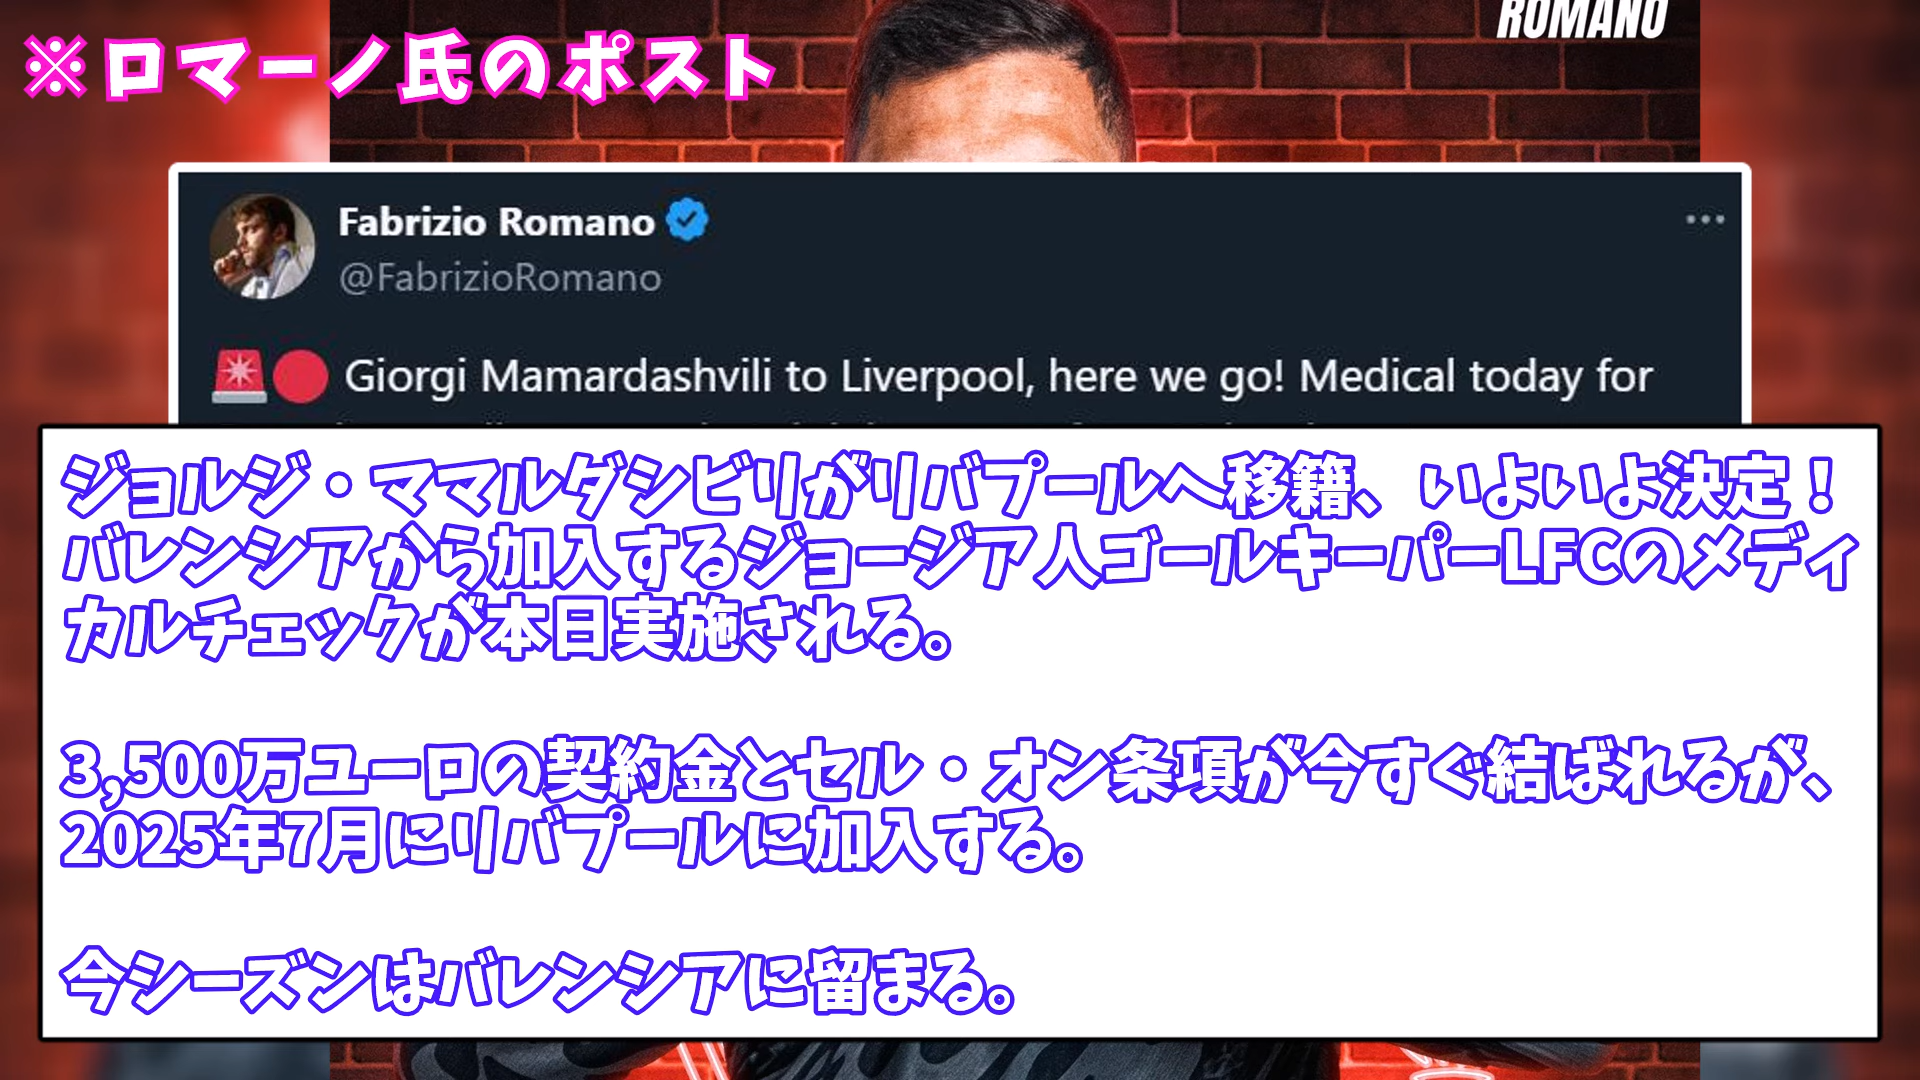 ROMANO
※ロマーノ氏のポスト
Fabrizio Romano
@FabrizioRomano
Giorgi Mamardashvili to Liverpool, here we go! Medical today for
ジョルジ・ママルダシビリがリバプールへ移籍、いよいよ決定！
バレンシアから加入するジョージア人ゴールキーパーLFCのメディ
カルチェックが本日実施される。
3,500万ユーロの契約金とセル・オン条項が今すぐ結ばれるが、
2025年7月にリバプールに加入する。
今シーズンはバレンシアに留まる。